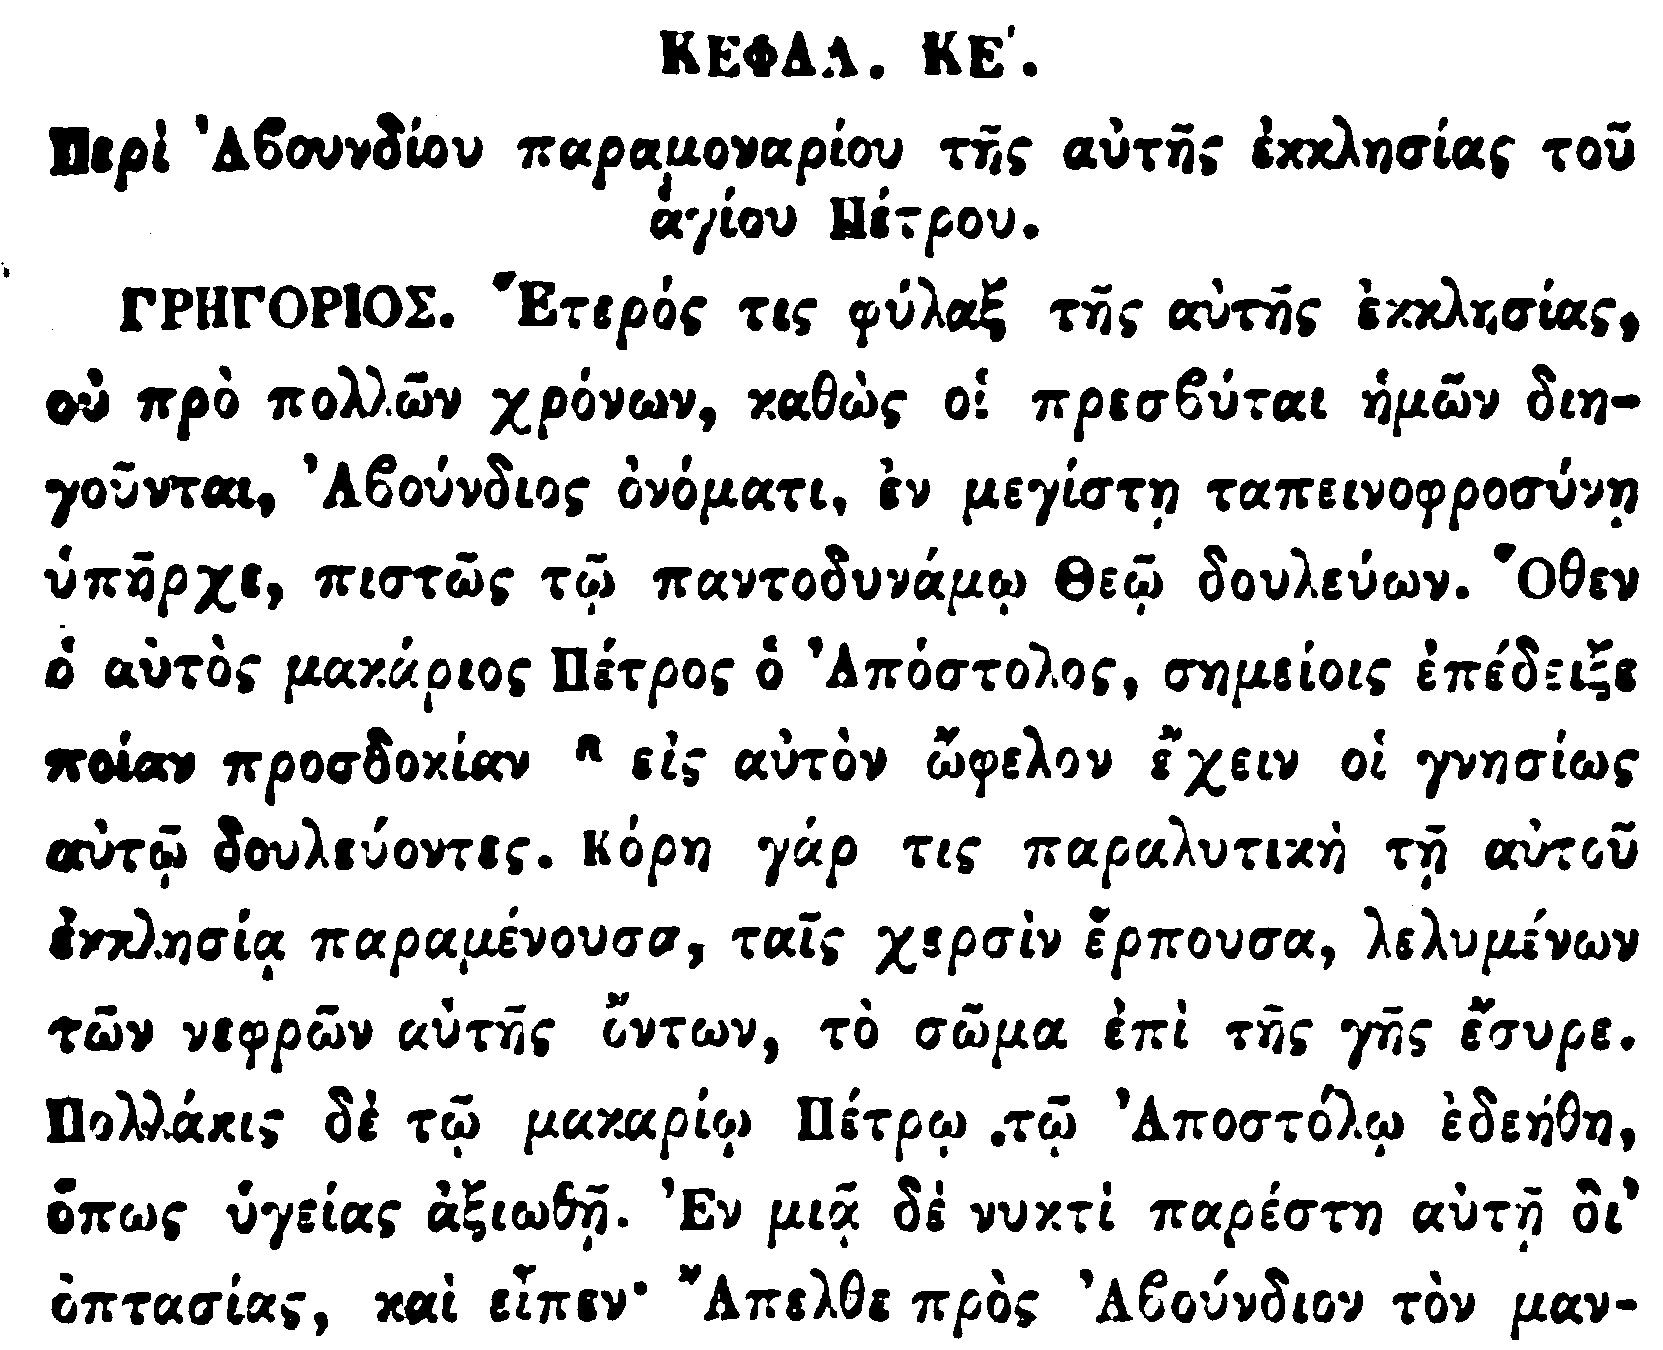 ΚΕΦΑΛ. ΚΕʹ.
Περὶ Ἀβουνδίου παραμοναρίου τῆς αὐτῆς ἐκκλησίας τοῦ
ἁγίου Πέτρου.
ΓΡΗΓΟΡΙΟΣ. Ἕτερός τις φύλαξ τῆς αὐτῆς ἐκκλησίας,
οὐ πρὸ πολλῶν χρόνων, καθὼς οἱ πρεσϐύται ἡμῶν διη-
γοῦνται, Ἀϐούνδιος ὀνόματι, ἐν μεγίστῃ ταπεινοφροσύνῃ
ὑπῆρχε, πιστῶς τῷ παντοδυνάμῳ Θεῷ δουλεύων. Ὅθεν
ὁ αὐτὸς μακάριος Πέτρος ὁ Ἀπόστολος, σημείοις ἐπέδειξε
ποίαν προσδοκίαν ⁿ εἰς αὐτὸν ὤφελον ἔχειν οἱ γνησίως
αὐτῷ δουλεύοντες. Κόρη γάρ τις παραλυτικὴ τῇ αὐτοῦ
ἐνκλησίᾳ παραμένουσα, ταῖς χερσὶν ἕρπουσα, λελυμένων
τῶν νεφρῶν αὐτῆς ὄντων, τὸ σῶμα ἐπὶ τῆς γῆς ἔσυρε.
Πολλάκις δὲ τῷ μακαρίῳ Πέτρῳ τῷ Ἀποστόλῳ ἐδεήθη,
ὅπως ὑγείας ἀξιωθῇ. Ἐν μιᾷ δὲ νυκτὶ παρέστη αὐτῇ δι’
ὀπτασίας, καὶ εἶπεν· Ἄπελθε πρὸς Ἀϐούνδιον τὸν μαν-